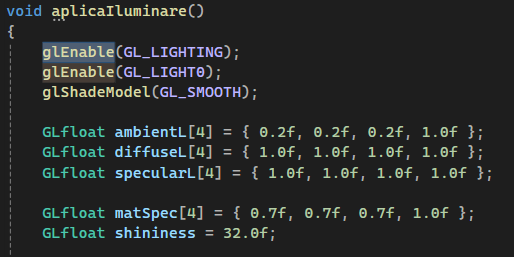 void aplicaIluminare()
{
glEnable(GL_LIGHTING);
glEnable(GL_LIGHT0);
glShadeModel(GL_SMOOTH);
GLfloat ambientL[4] = { 0.2f, 0.2f, 0.2f, 1.0f };
GLfloat diffuseL[4] = { 1.0f, 1.0f, 1.0f, 1.0f };
GLfloat specularL[4] = { 1.0f, 1.0f, 1.0f, 1.0f };
GLfloat matSpec[4] = { 0.7f, 0.7f, 0.7f, 1.0f };
GLfloat shininess = 32.0f;